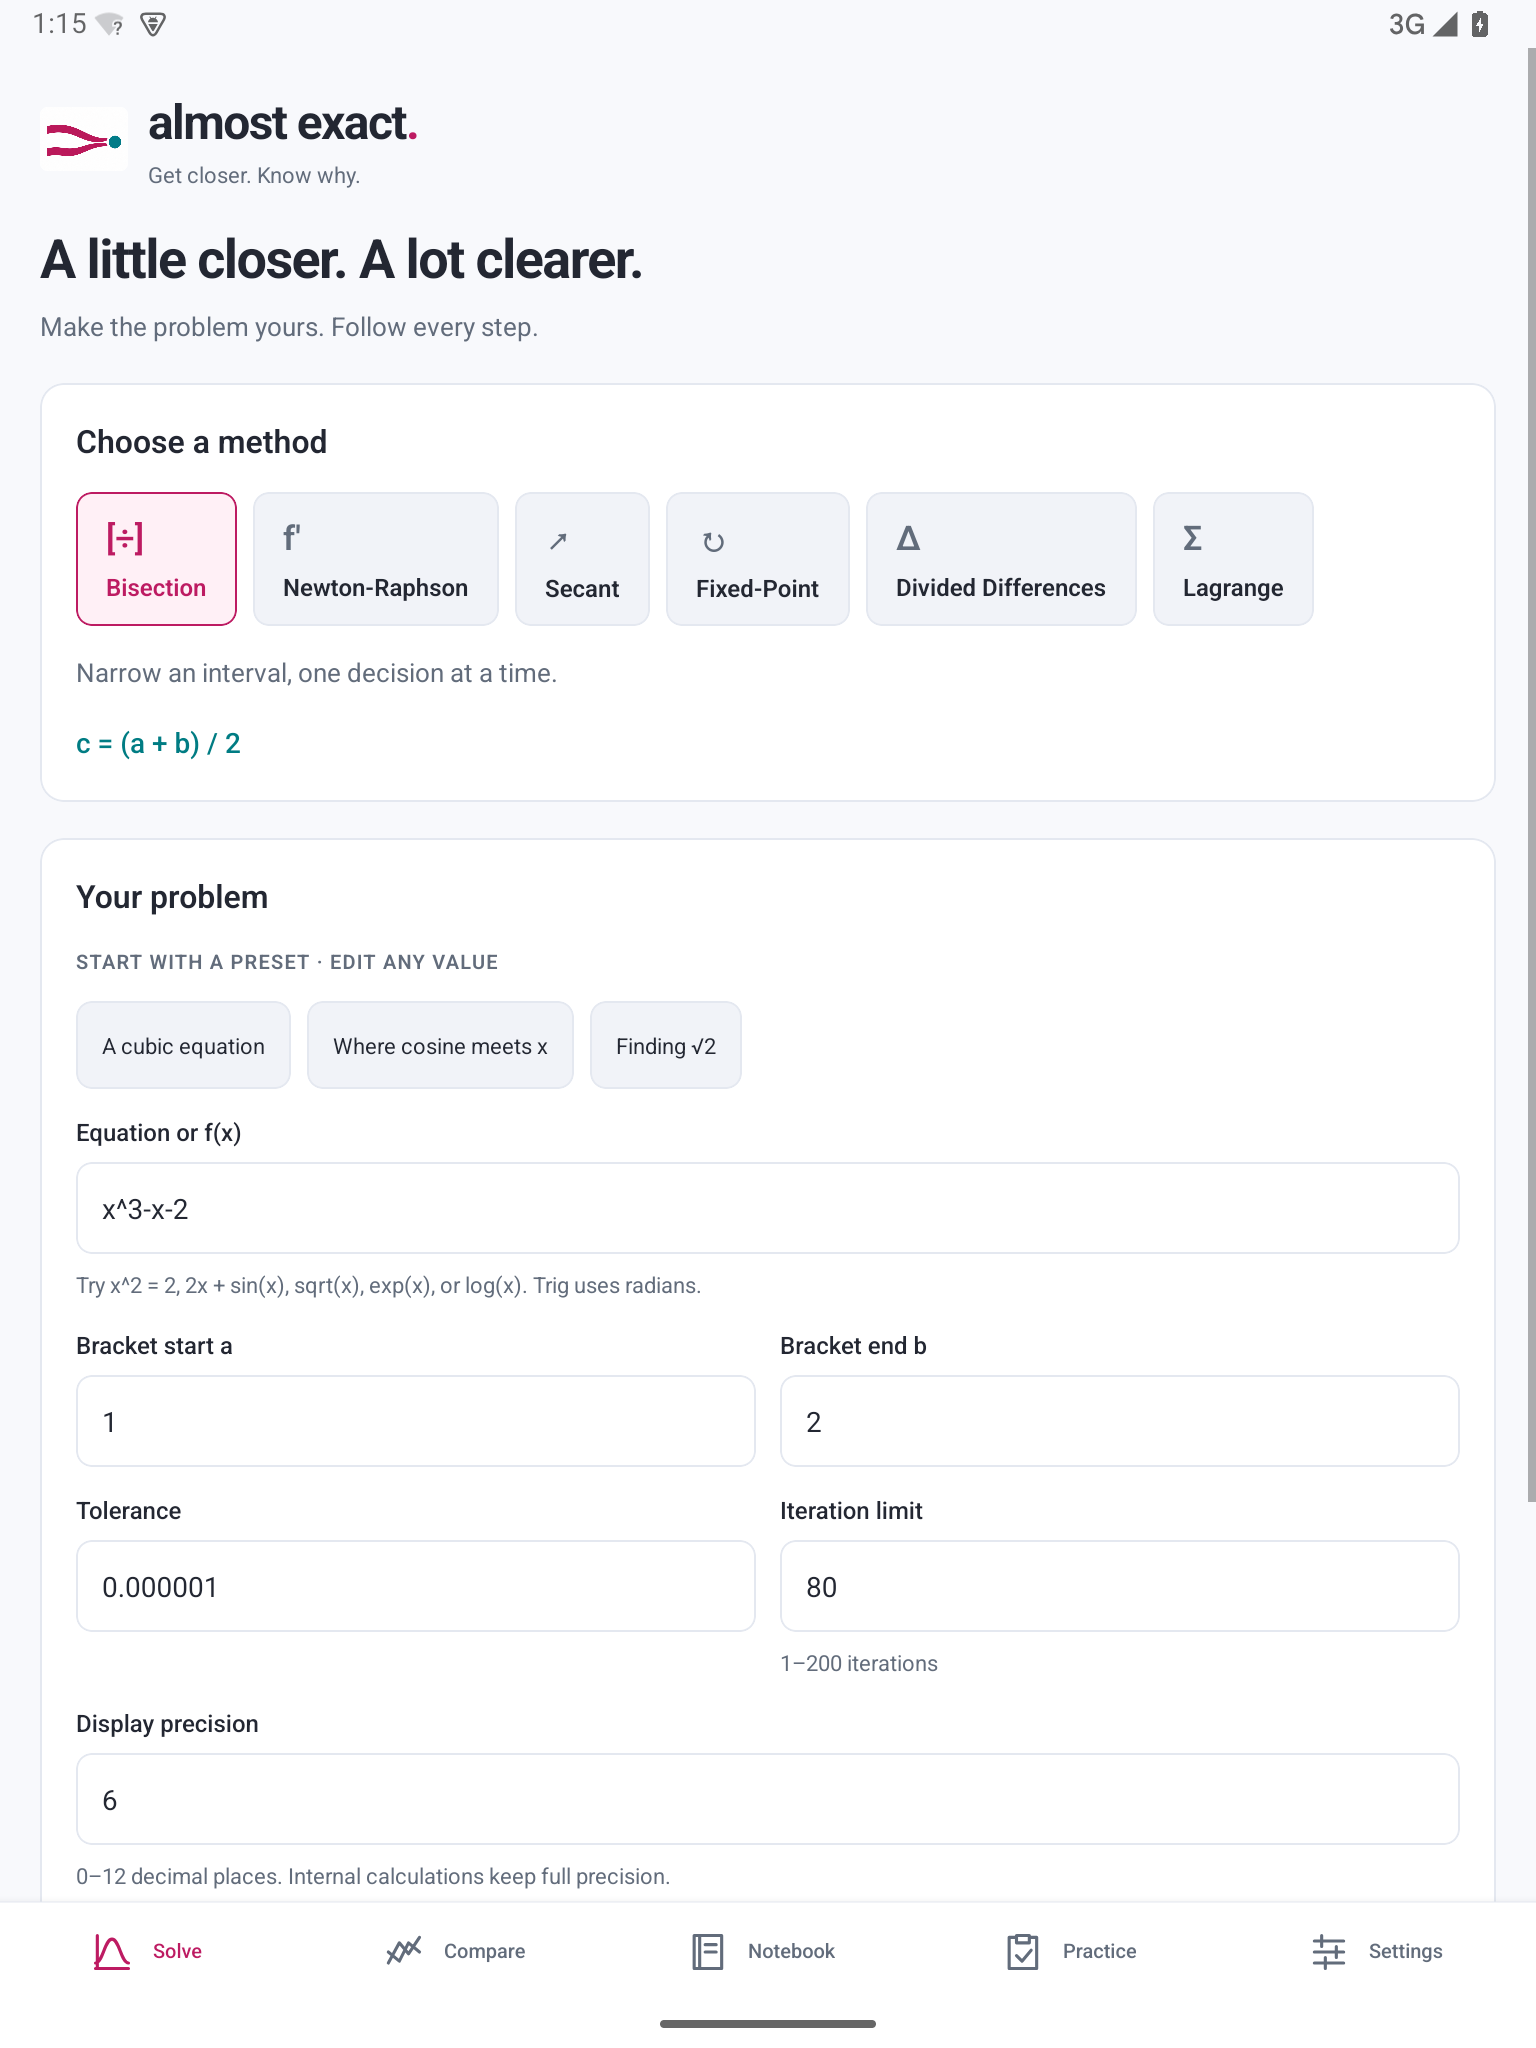 1:15
3G
almost exact.
Get closer. Know why.
A little closer. A lot clearer.
Make the problem yours. Follow every step.
Choose a method
[÷] f' ↗ ↻ Δ Σ
Bisection Newton-Raphson Secant Fixed-Point Divided Differences Lagrange
Narrow an interval, one decision at a time.
c = (a + b) / 2
Your problem
START WITH A PRESET · EDIT ANY VALUE
A cubic equation Where cosine meets x Finding √2
Equation or f(x)
x^3-x-2
Try x^2 = 2, 2x + sin(x), sqrt(x), exp(x), or log(x). Trig uses radians.
Bracket start a Bracket end b
1 2
Tolerance Iteration limit
0.000001 80
1–200 iterations
Display precision
6
0–12 decimal places. Internal calculations keep full precision.
Solve Compare Notebook Practice Settings